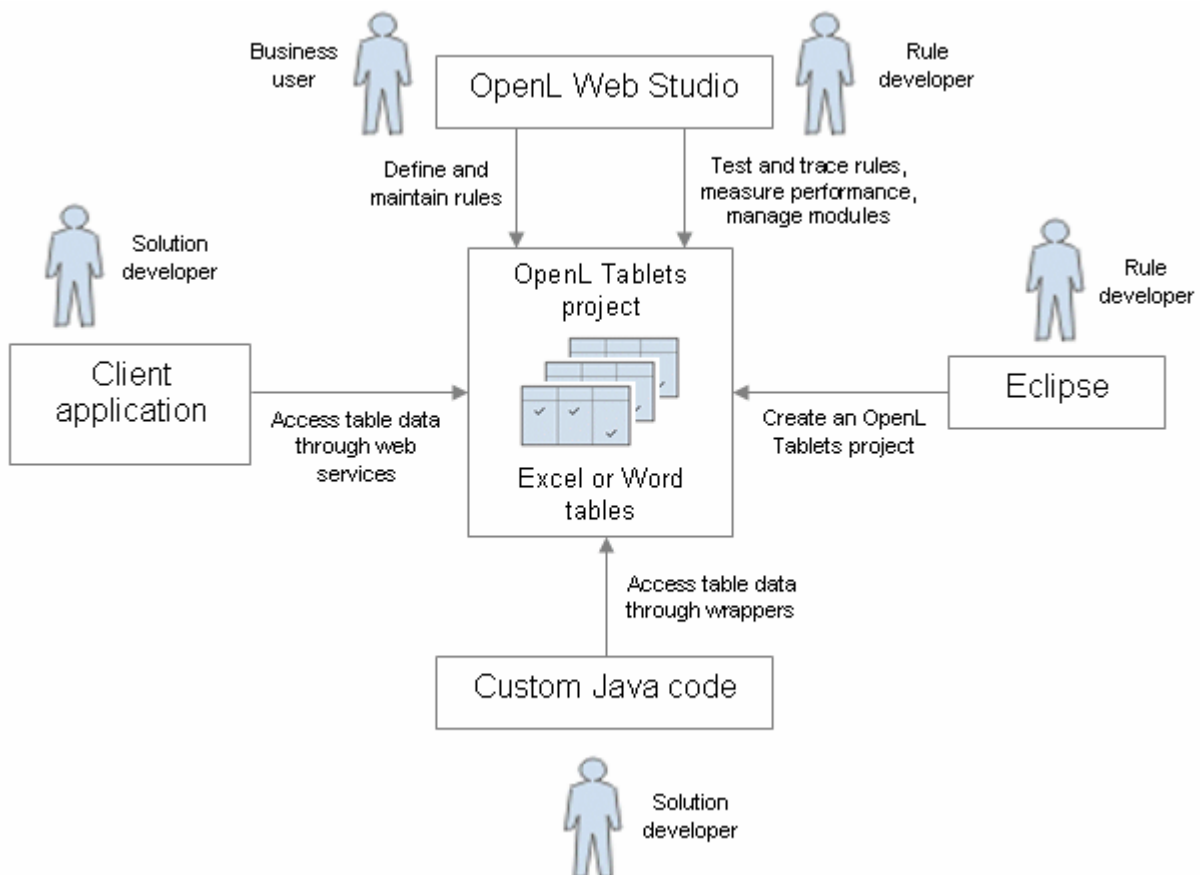 Business
user
OpenL Web Studio
Rule
developer
Define and
maintain rules
Test and trace rules,
measure performance,
manage modules
Solution
developer
OpenL Tablets
project
Rule
developer
Client
application
Eclipse
Access table data
through web
services
Create an OpenL
Tablets project
Excel or Word
tables
Access table data
through wrappers
Custom Java code
Solution
developer